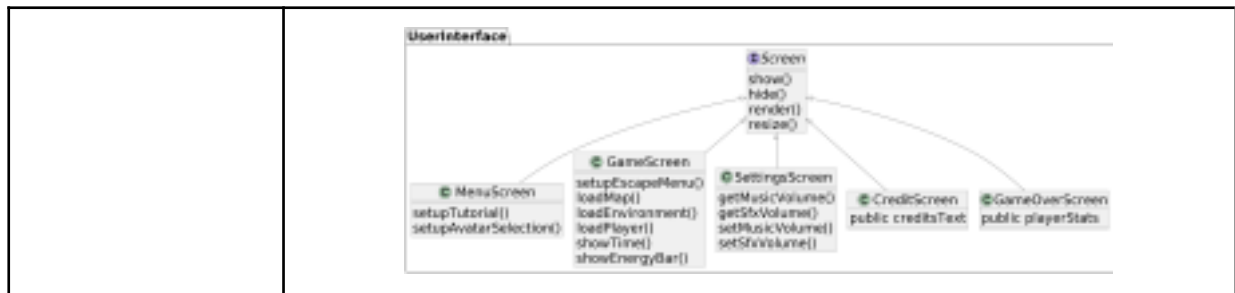 UserInterface
Screen
show()
hide()
render()
resize()
MenuScreen
setupTutorial()
setupAvatarSelection()
GameScreen
setupEscapeMenu()
loadMap()
loadEnvironment()
loadPlayer()
showTime()
showEnergyBar()
SettingsScreen
getMusicVolume()
getSfxVolume()
setMusicVolume()
setSfxVolume()
CreditScreen
public creditsText
GameOverScreen
public playerStats